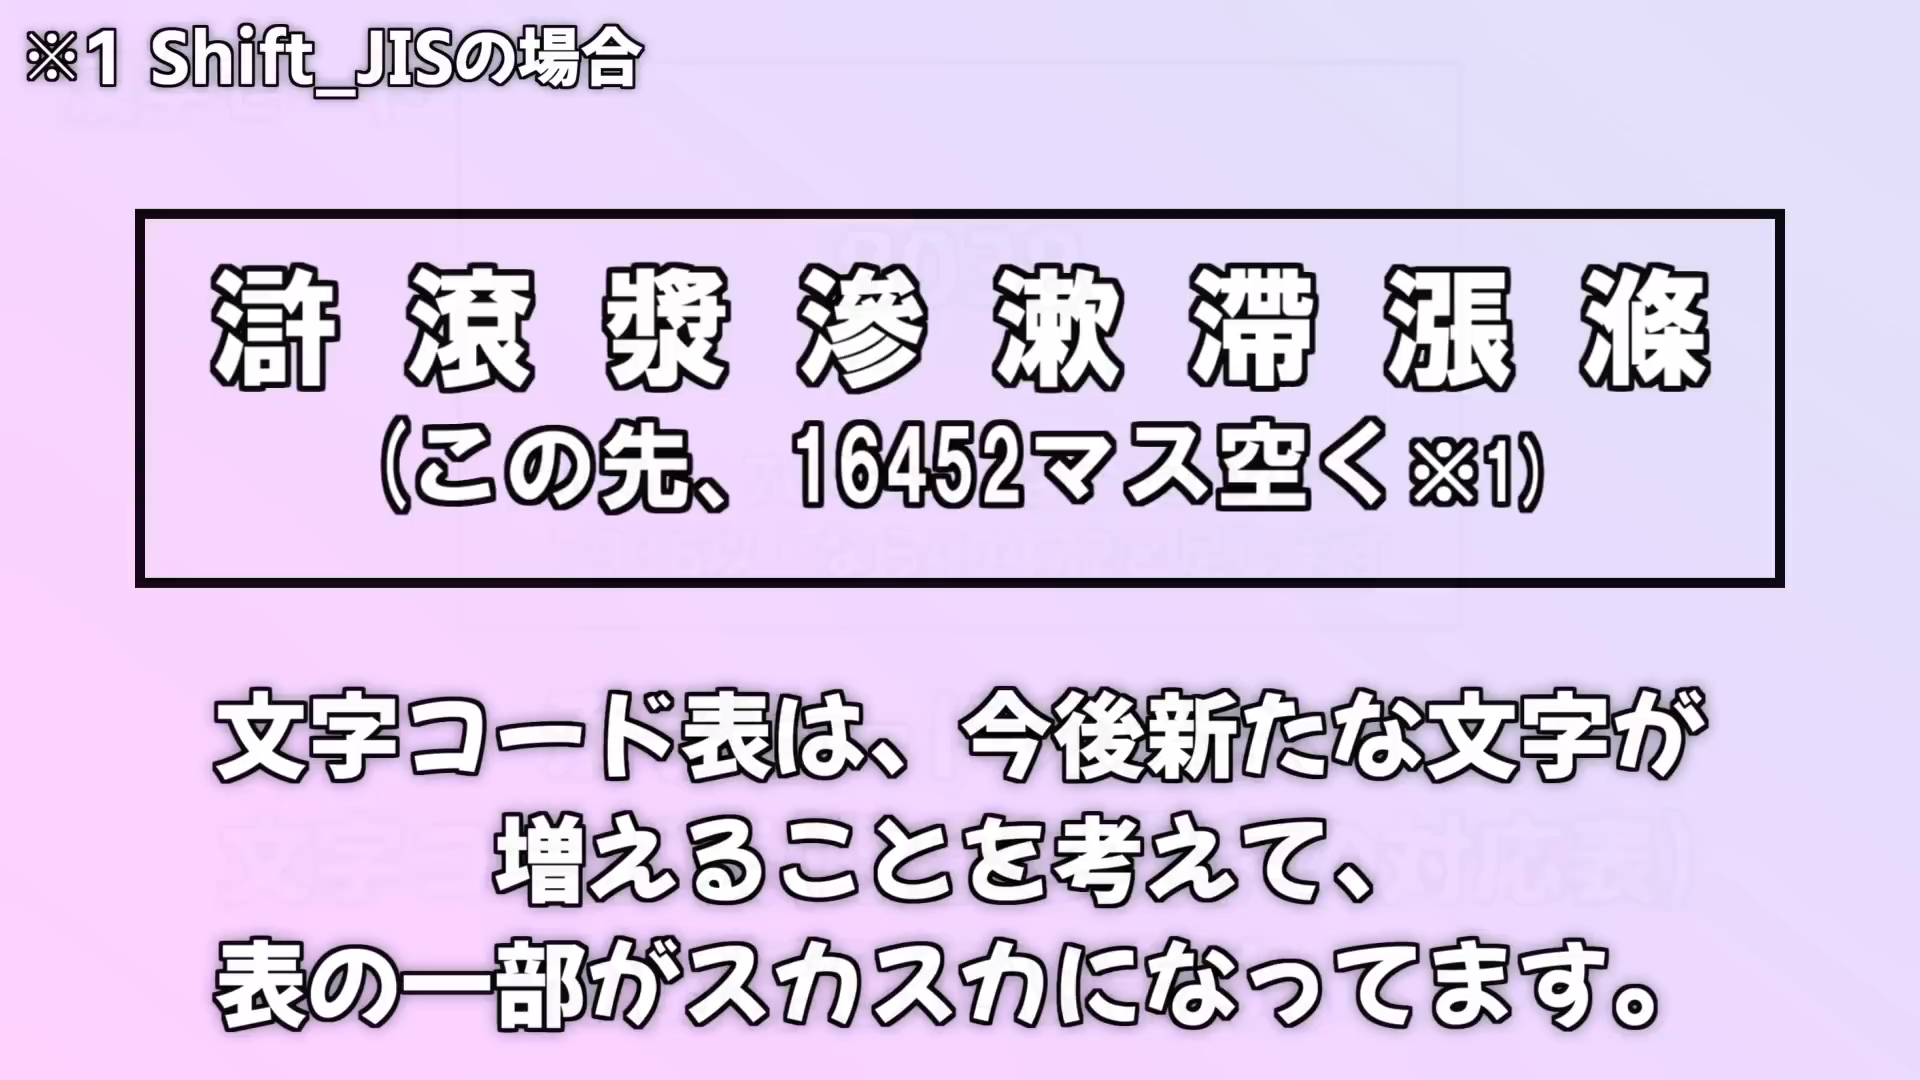 ※1 Shift_JISの場合
滸 滾 漿 滲 漱 滯 漲 滌
(この先、16452マス空く※1)
文字コード表は、今後新たな文字が
増えることを考えて、
表の一部がスカスカになってます。